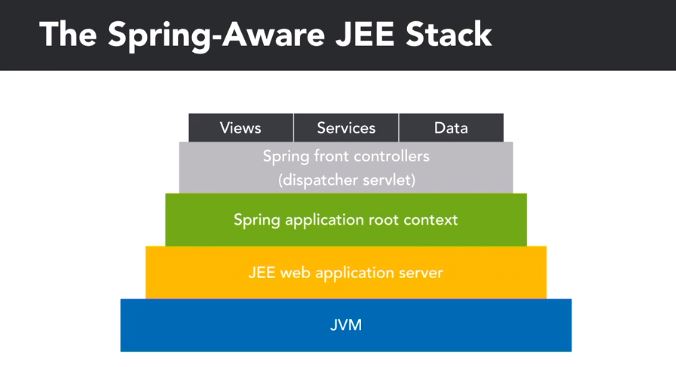 The Spring-Aware JEE Stack
Views Services Data
Spring front controllers
(dispatcher servlet)
Spring application root context
JEE web application server
JVM